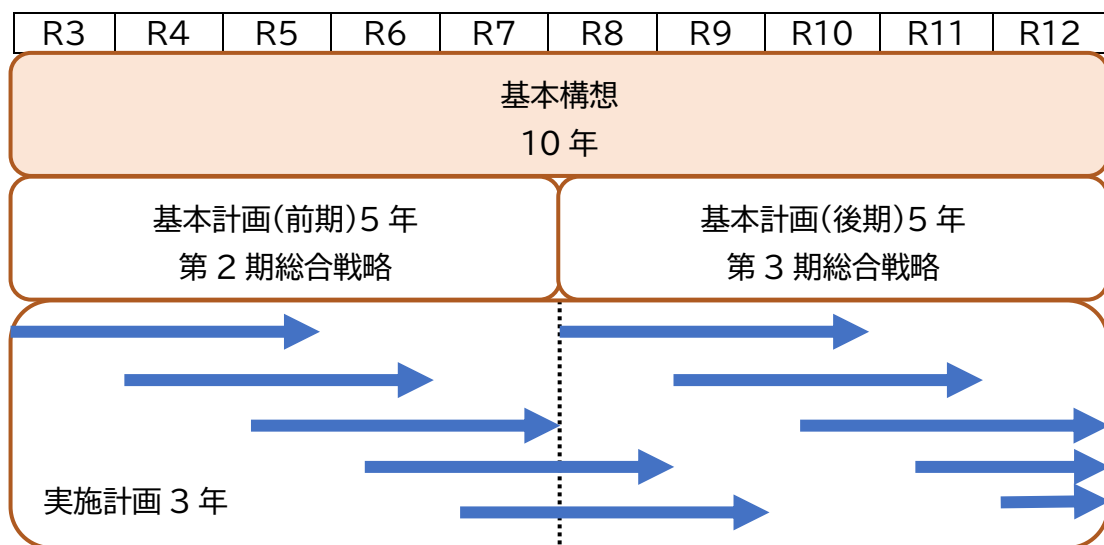 R3 R4 R5 R6 R7 R8 R9 R10 R11 R12
基本構想
10 年
基本計画(前期)5 年
第 2 期総合戦略
基本計画(後期)5 年
第 3 期総合戦略
実施計画 3 年